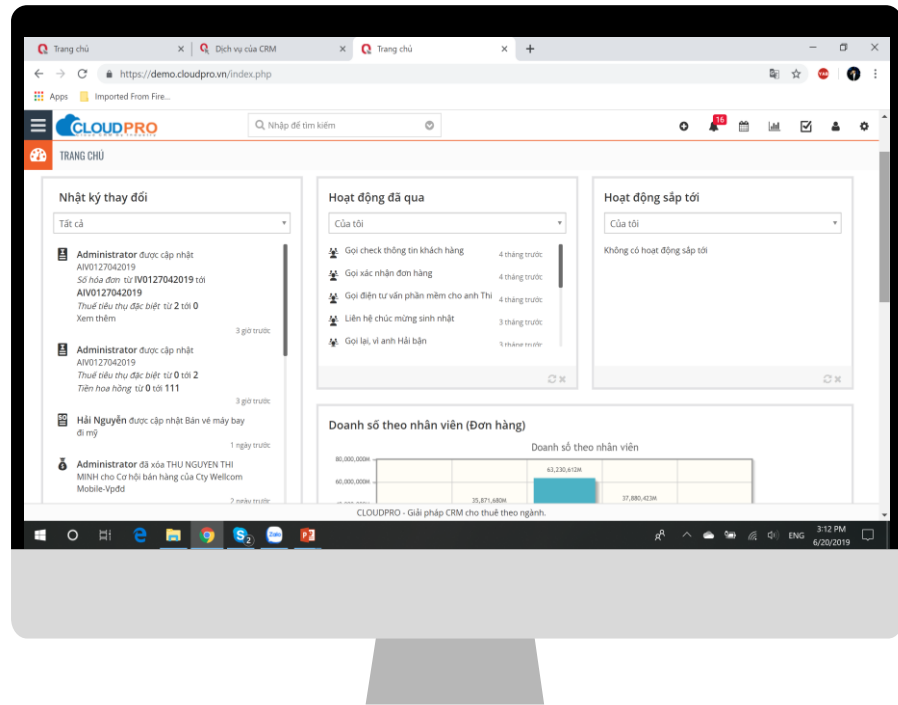 Trang chủ
Dịch vụ của CRM
Trang chủ
https://demo.cloudpro.vn/index.php
Apps
Imported From Fire...
CLOUDPRO
Nhập để tìm kiếm
16
TRANG CHỦ
Nhật ký thay đổi
Tất cả
Administrator được cập nhật
AIV0127042019
Số hóa đơn từ IV0127042019 tới
AIV0127042019
Thuế tiêu thụ đặc biệt từ 2 tới 0
Xem thêm
3 giờ trước
Administrator được cập nhật
AIV0127042019
Thuế tiêu thụ đặc biệt từ 0 tới 2
Tiền hoa hồng từ 0 tới 111
3 giờ trước
Hải Nguyễn được cập nhật Bán vé máy bay
đi mỹ
1 ngày trước
Administrator đã xóa THU NGUYEN THI
MINH cho Cơ hội bán hàng của Cty Wellcom
Mobile-Vpđd
2 ngày trước
Hoạt động đã qua
Của tôi
Gọi check thông tin khách hàng
4 tháng trước
Gọi xác nhận đơn hàng
4 tháng trước
Gọi điện tư vấn phần mềm cho anh Thi
4 tháng trước
Liên hệ chúc mừng sinh nhật
3 tháng trước
Gọi lại, vì anh Hải bận
3 tháng trước
Hoạt động sắp tới
Của tôi
Không có hoạt động sắp tới
Doanh số theo nhân viên (Đơn hàng)
Doanh số theo nhân viên
80,000,000M
63,230,612M
60,000,000M
35,871,680M
37,880,423M
CLOUDPRO - Giải pháp CRM cho thuê theo ngành.
Zalo
ENG
3:12 PM
6/20/2019